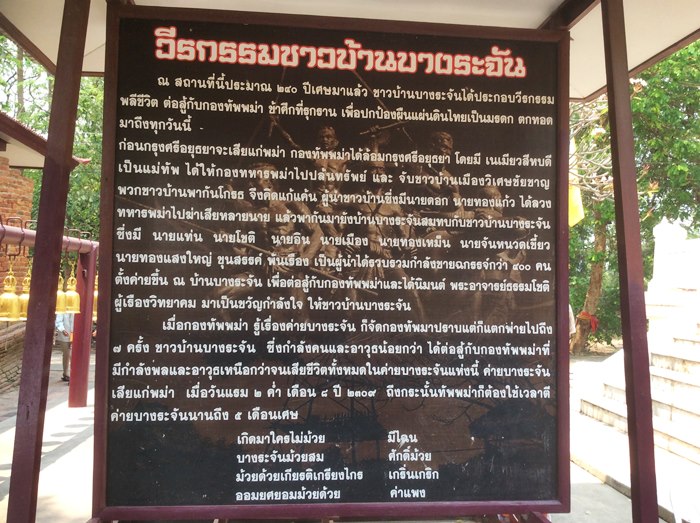 วีรกรรมชาวบ้านบางระจัน
ณ สถานที่นี้ประมาณ ๒๔๐ ปีเศษมาแล้ว ชาวบ้านบางระจันได้ประกอบวีรกรรม
พลีชีวิต ต่อสู้กับกองทัพพม่า ข้าศึกที่รุกราน เพื่อปกป้องผืนแผ่นดินไทยเป็นมรดก ตกทอด
มาถึงทุกวันนี้
ก่อนกรุงศรีอยุธยาจะเสียแก่พม่า กองทัพพม่าได้ล้อมกรุงศรีอยุธยา โดยมี เนเมียวสีหบดี
เป็นแม่ทัพ ได้ให้กองทหารพม่าไปปล้นทรัพย์ และ จับชาวบ้านเมืองวิเศษชัยชาญ
พวกชาวบ้านพากันโกรธ จึงคิดแก้แค้น ผู้นำชาวบ้านซึ่งมีนายดอก นายทองแก้ว ได้ลวง
ทหารพม่าไปฆ่าเสียหลายนาย แล้วพากันมายังบ้านบางระจันสมทบกับชาวบ้านบางระจัน
ซึ่งมี นายแท่น นายโชติ นายอิน นายเมือง นายทองเหม็น นายจันหนวดเขี้ยว
นายทองแสงใหญ่ ขุนสรรค์ พันเรือง เป็นผู้นำได้รวบรวมกำลังชายฉกรรจ์กว่า ๔๐๐ คน
ตั้งค่ายขึ้น ณ บ้านบางระจัน เพื่อต่อสู้กับกองทัพพม่าและได้นิมนต์ พระอาจารย์ธรรมโชติ
ผู้เรืองวิทยาคม มาเป็นขวัญกำลังใจ ให้ชาวบ้านบางระจัน
เมื่อกองทัพพม่า รู้เรื่องค่ายบางระจัน ก็จัดกองทัพมาปราบแต่ก็แตกพ่ายไปถึง
๗ ครั้ง ชาวบ้านบางระจัน ซึ่งกำลังคนและอาวุธน้อยกว่า ได้ต่อสู้กับกองทัพพม่าที่
มีกำลังพลและอาวุธเหนือกว่าจนเสียชีวิตทั้งหมดในค่ายบางระจันแห่งนี้ ค่ายบางระจัน
เสียแก่พม่า เมื่อวันแรม ๒ ค่ำ เดือน ๘ ปี ๒๓๐๙ ถึงกระนั้นทัพพม่าก็ต้องใช้เวลาตี
ค่ายบางระจันนานถึง ๕ เดือนเศษ
เกิดมาใครไม่ม้วย มีไฉน
บางระจันม้วยสม ศักดิ์ม้วย
ม้วยด้วยเกียรติเกรียงไกร เกริ่นเกริก
ออมยศยอมม้วยด้วย ค่าแพง